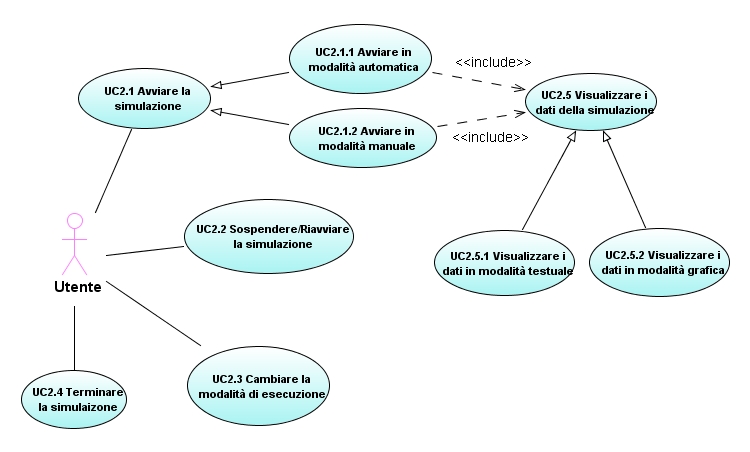 UC2.1.1 Avviare in
modalità automatica
<<include>>
UC2.1 Avviare la
simulazione
UC2.5 Visualizzare i
dati della simulazione
UC2.1.2 Avviare in
modalità manuale
<<include>>
UC2.2 Sospendere/Riavviare
la simulazione
UC2.5.1 Visualizzare i
dati in modalità testuale
UC2.5.2 Visualizzare i
dati in modalità grafica
Utente
UC2.3 Cambiare la
modalità di esecuzione
UC2.4 Terminare
la simulaizone